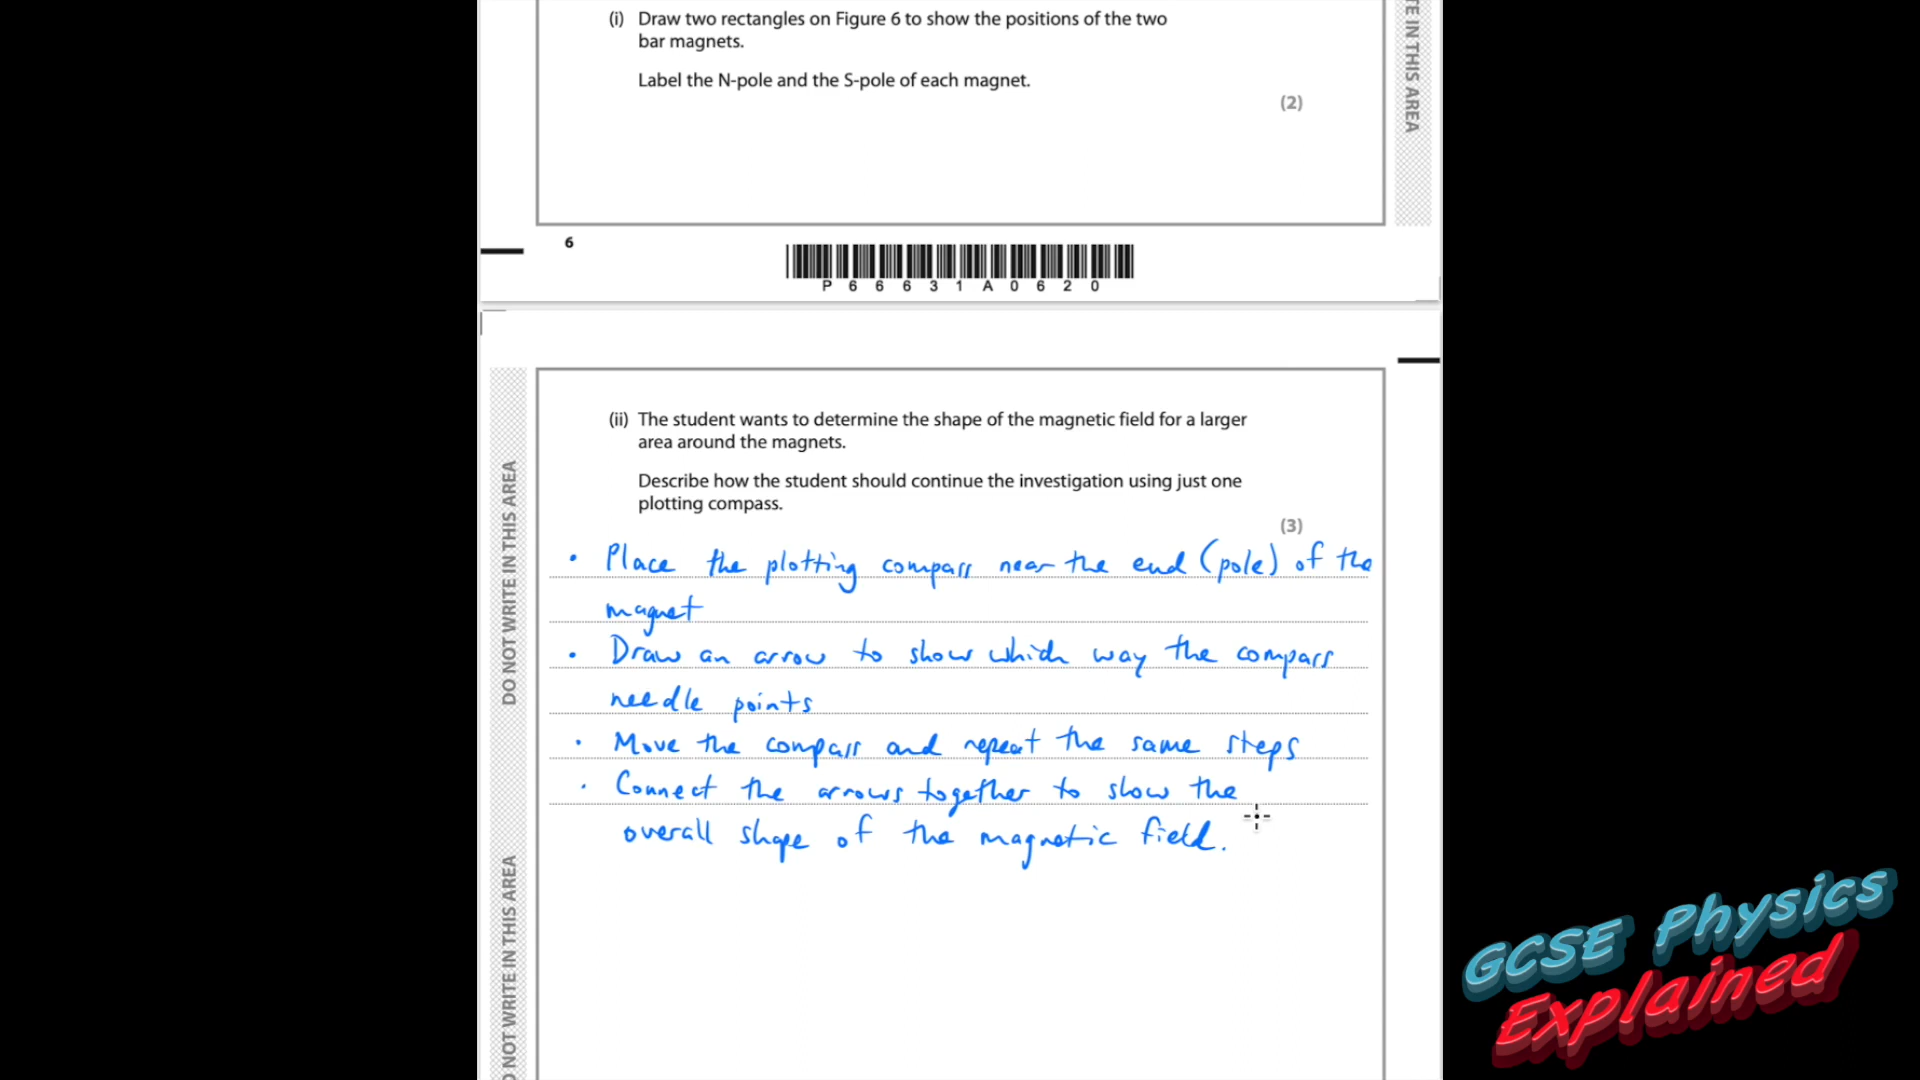 (i) Draw two rectangles on Figure 6 to show the positions of the two
bar magnets.
Label the N-pole and the S-pole of each magnet.
(2)
TE IN THIS AREA
6
P 6 6 6 3 1 A 0 6 2 0
DO NOT WRITE IN THIS AREA
(ii) The student wants to determine the shape of the magnetic field for a larger
area around the magnets.
Describe how the student should continue the investigation using just one
plotting compass.
(3)
• Place the plotting compass near the end (pole) of the
magnet
• Draw an arrow to show which way the compass
needle points
• Move the compass and repeat the same steps
• Connect the arrows together to show the
overall shape of the magnetic field.
O NOT WRITE IN THIS AREA
GCSE Physics
Explained